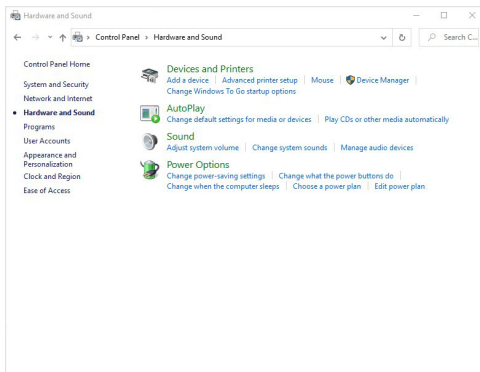 Hardware and Sound
Control Panel
Hardware and Sound
Search C...
Control Panel Home
System and Security
Network and Internet
Hardware and Sound
Programs
User Accounts
Appearance and
Personalization
Clock and Region
Ease of Access
Devices and Printers
Add a device
Advanced printer setup
Mouse
Device Manager
Change Windows To Go startup options
AutoPlay
Change default settings for media or devices
Play CDs or other media automatically
Sound
Adjust system volume
Change system sounds
Manage audio devices
Power Options
Change power-saving settings
Change what the power buttons do
Change when the computer sleeps
Choose a power plan
Edit power plan